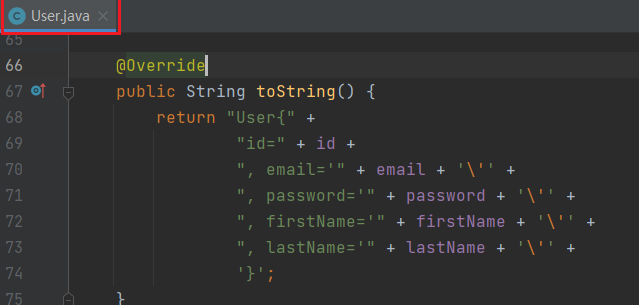 C User.java ×
65
66 @Override
67 public String toString() {
68 return "User{" +
69 "id=" + id +
70 ", email='" + email + '\'' +
71 ", password='" + password + '\'' +
72 ", firstName='" + firstName + '\'' +
73 ", lastName='" + lastName + '\'' +
74 '}';
75 }